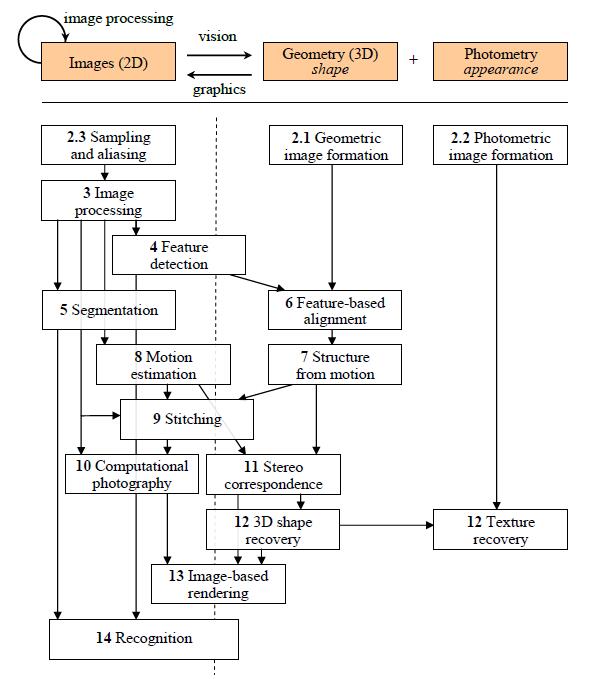 image processing
vision
Images (2D)
Geometry (3D)
shape
+
Photometry
appearance
graphics
2.3 Sampling
and aliasing
2.1 Geometric
image formation
2.2 Photometric
image formation
3 Image
processing
4 Feature
detection
5 Segmentation
6 Feature-based
alignment
8 Motion
estimation
7 Structure
from motion
9 Stitching
10 Computational
photography
11 Stereo
correspondence
12 3D shape
recovery
12 Texture
recovery
13 Image-based
rendering
14 Recognition